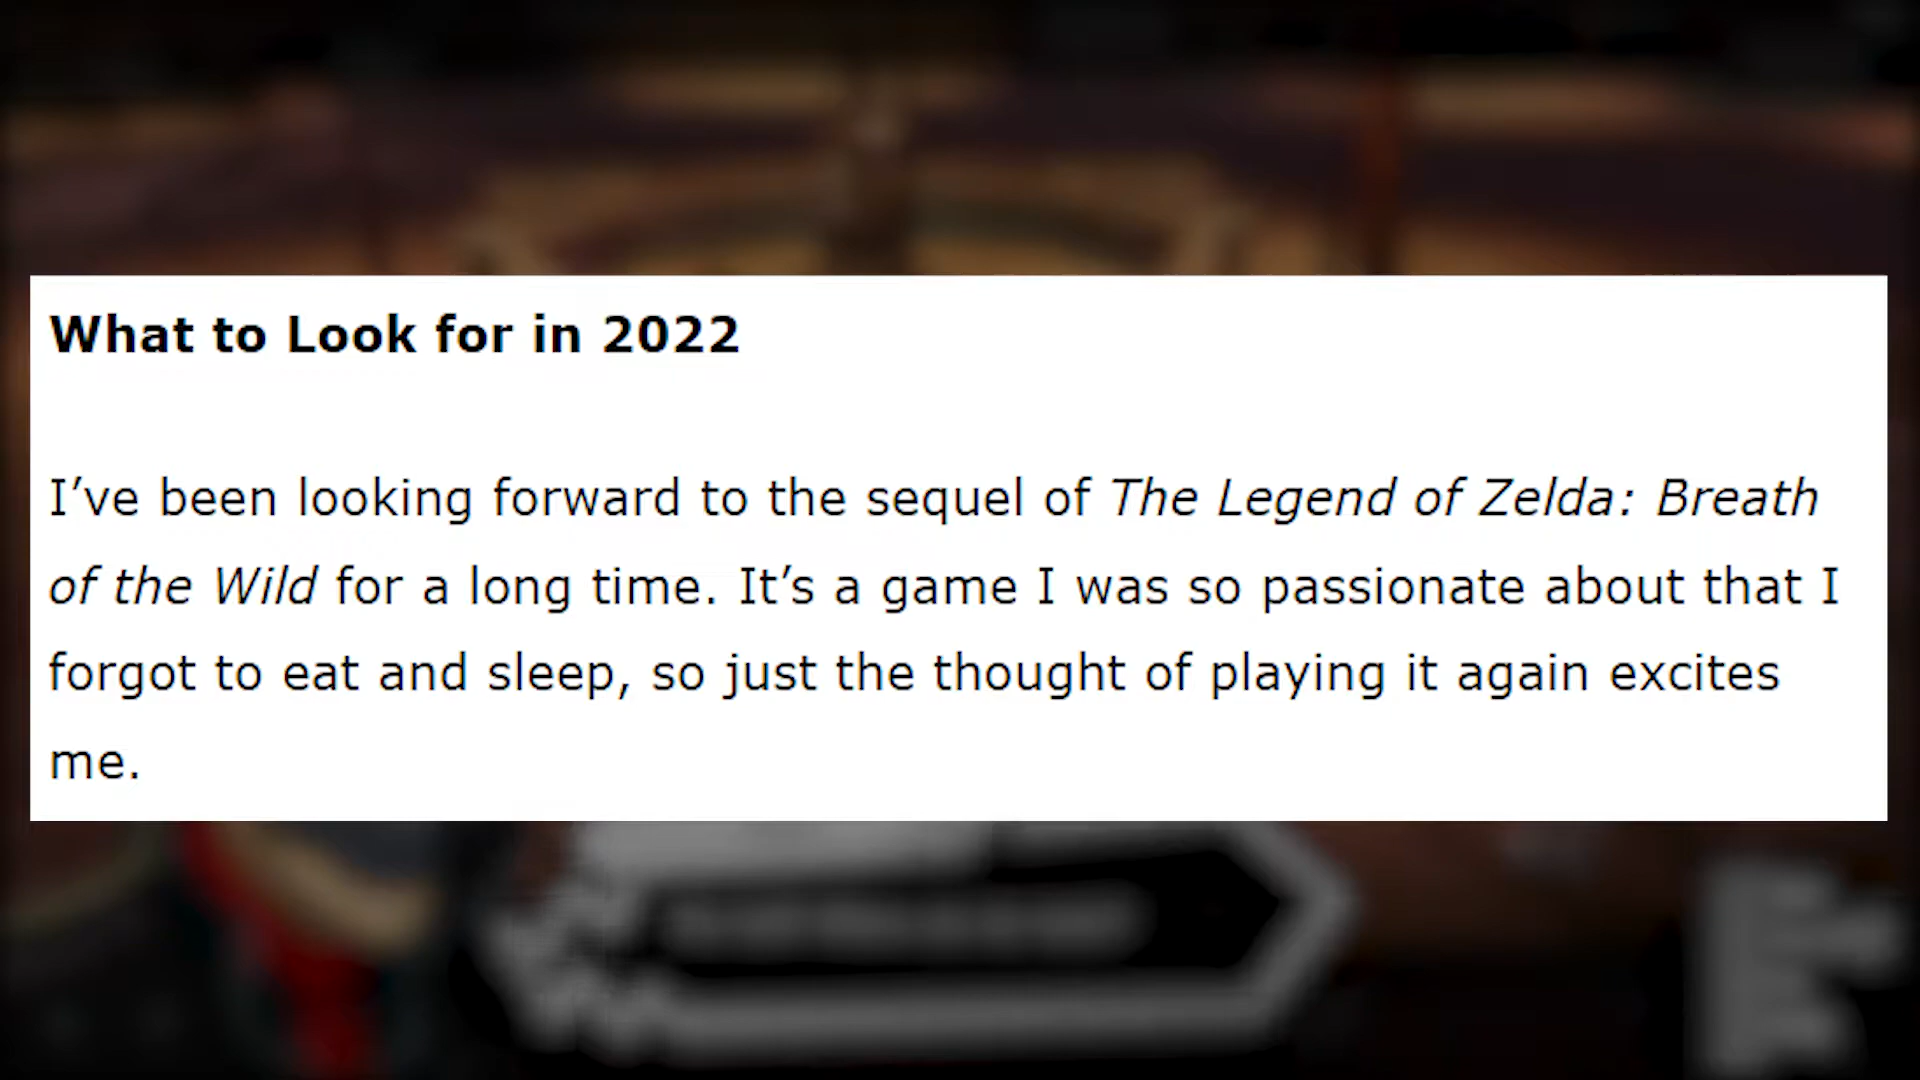 What to Look for in 2022
I’ve been looking forward to the sequel of The Legend of Zelda: Breath
of the Wild for a long time. It’s a game I was so passionate about that I
forgot to eat and sleep, so just the thought of playing it again excites
me.